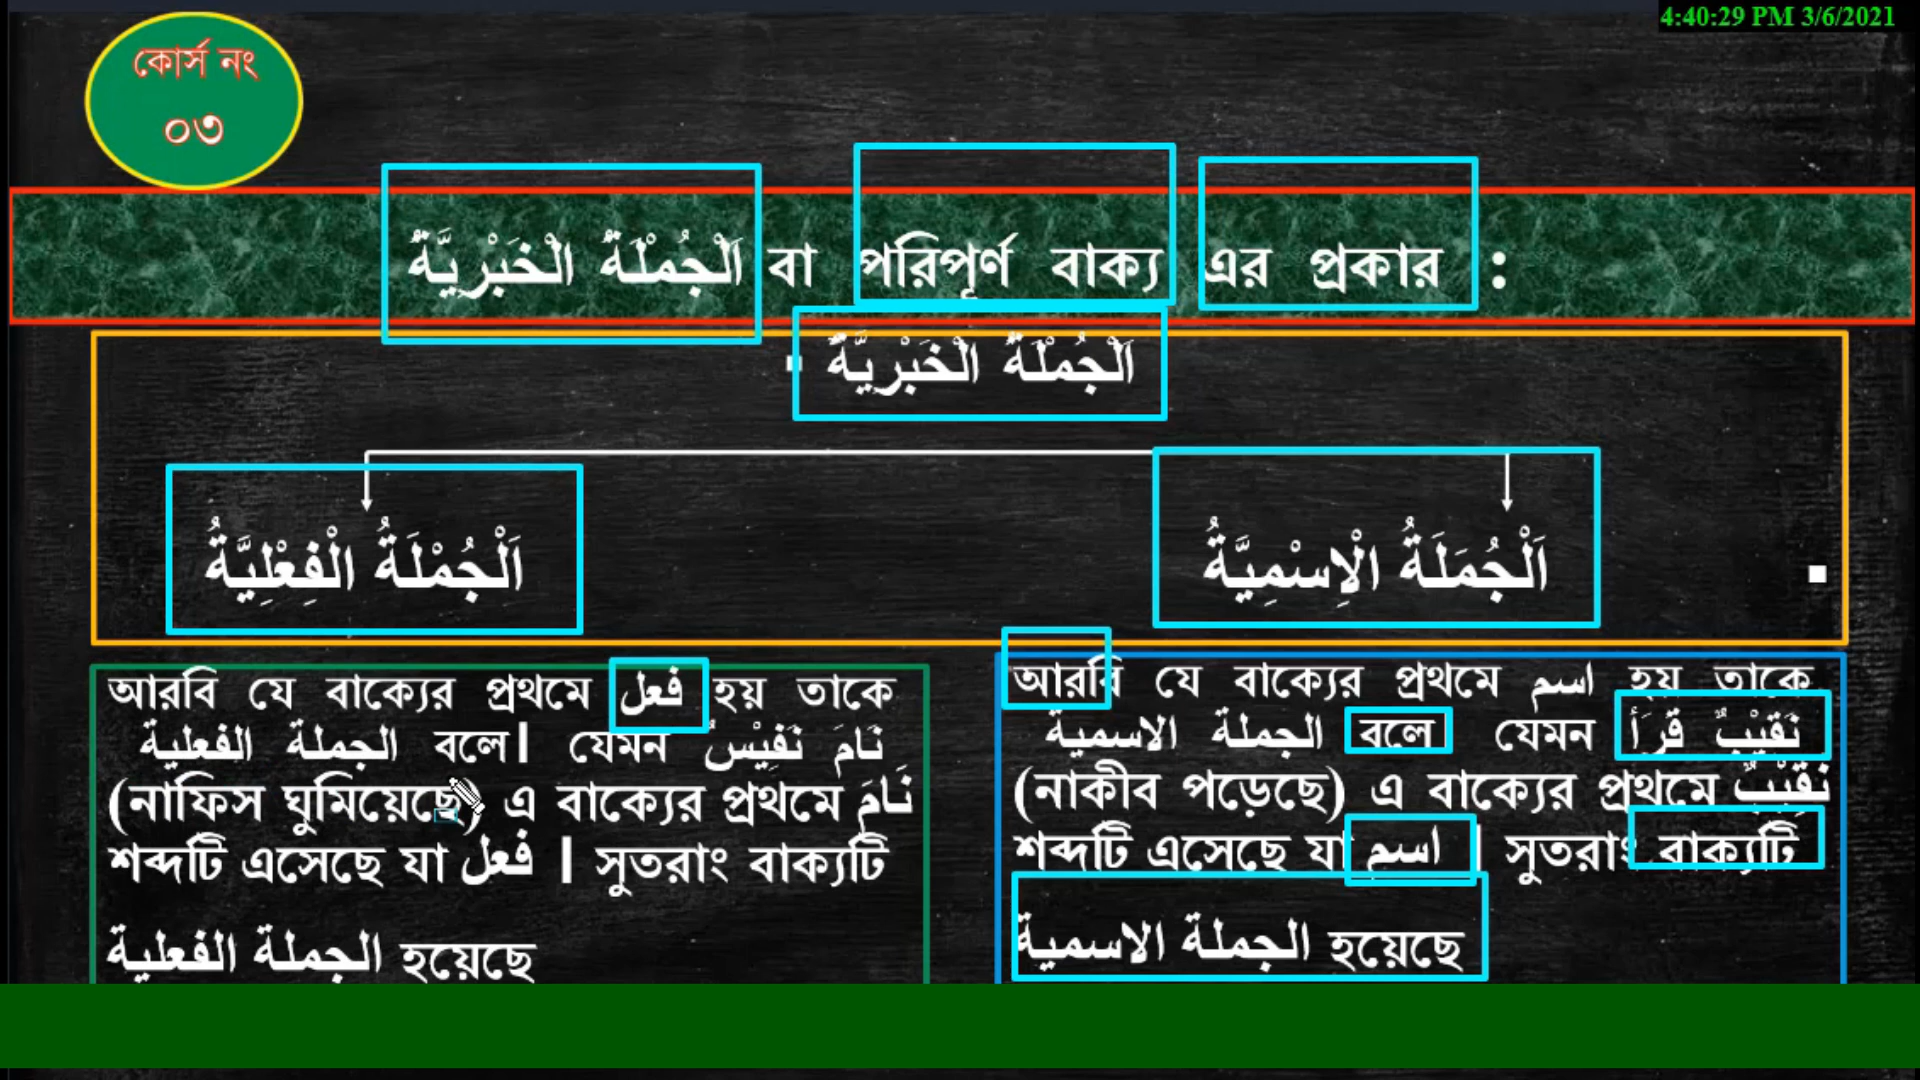 4:40:29 PM 3/6/2021
কোর্স নং
০৩
اَلْجُمْلَةُ الْخَبْرِيَّةُ বা পরিপূর্ণ বাক্য এর প্রকার :
اَلْجُمْلَةُ الْخَبْرِيَّةُ
اَلْجُمْلَةُ الْفِعْلِيَّةُ
اَلْجُمَلَةُ الْاِسْمِيَّةُ
আরবি যে বাক্যের প্রথমে فعل হয় তাকে
الجملة الفعلية বলে। যেমন نَامَ نَفِيْسٌ
(নাফিস ঘুমিয়েছে) এ বাক্যের প্রথমে نَامَ
শব্দটি এসেছে যা فعل । সুতরাং বাক্যটি
الجملة الفعلية হয়েছে
আরবি যে বাক্যের প্রথমে اسم হয় তাকে
الجملة الاسمية বলে যেমন نَقِيْبٌ قَرَأَ
(নাকীব পড়েছে) এ বাক্যের প্রথমে نَقِيْبٌ
শব্দটি এসেছে যা اسم । সুতরাং বাক্যটি
الجملة الاسمية হয়েছে